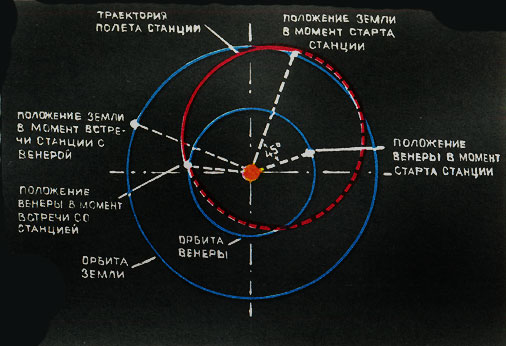 ТРАЕКТОРИЯ
ПОЛЕТА СТАНЦИИ
ПОЛОЖЕНИЕ ЗЕМЛИ
В МОМЕНТ СТАРТА
СТАНЦИИ
ПОЛОЖЕНИЕ ЗЕМЛИ
В МОМЕНТ ВСТРЕ-
ЧИ СТАНЦИИ С
ВЕНЕРОЙ
45°
ПОЛОЖЕНИЕ
ВЕНЕРЫ В МОМЕНТ
СТАРТА СТАНЦИИ
ПОЛОЖЕНИЕ
ВЕНЕРЫ В МОМЕНТ
ВСТРЕЧИ СО
СТАНЦИЕЙ
ОРБИТА
ВЕНЕРЫ
ОРБИТА
ЗЕМЛИ